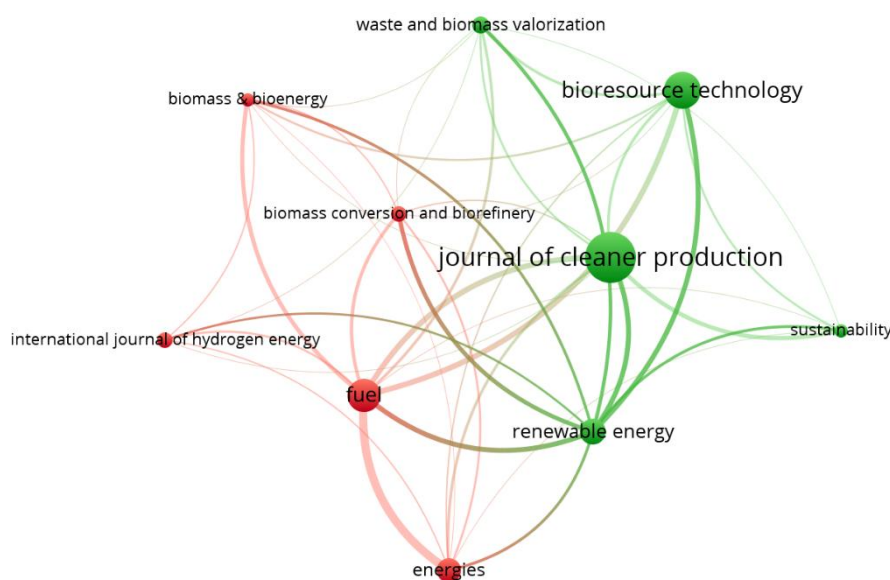 waste and biomass valorization
bioresource technology
biomass & bioenergy
biomass conversion and biorefinery
journal of cleaner production
international journal of hydrogen energy
sustainability
fuel
renewable energy
energies